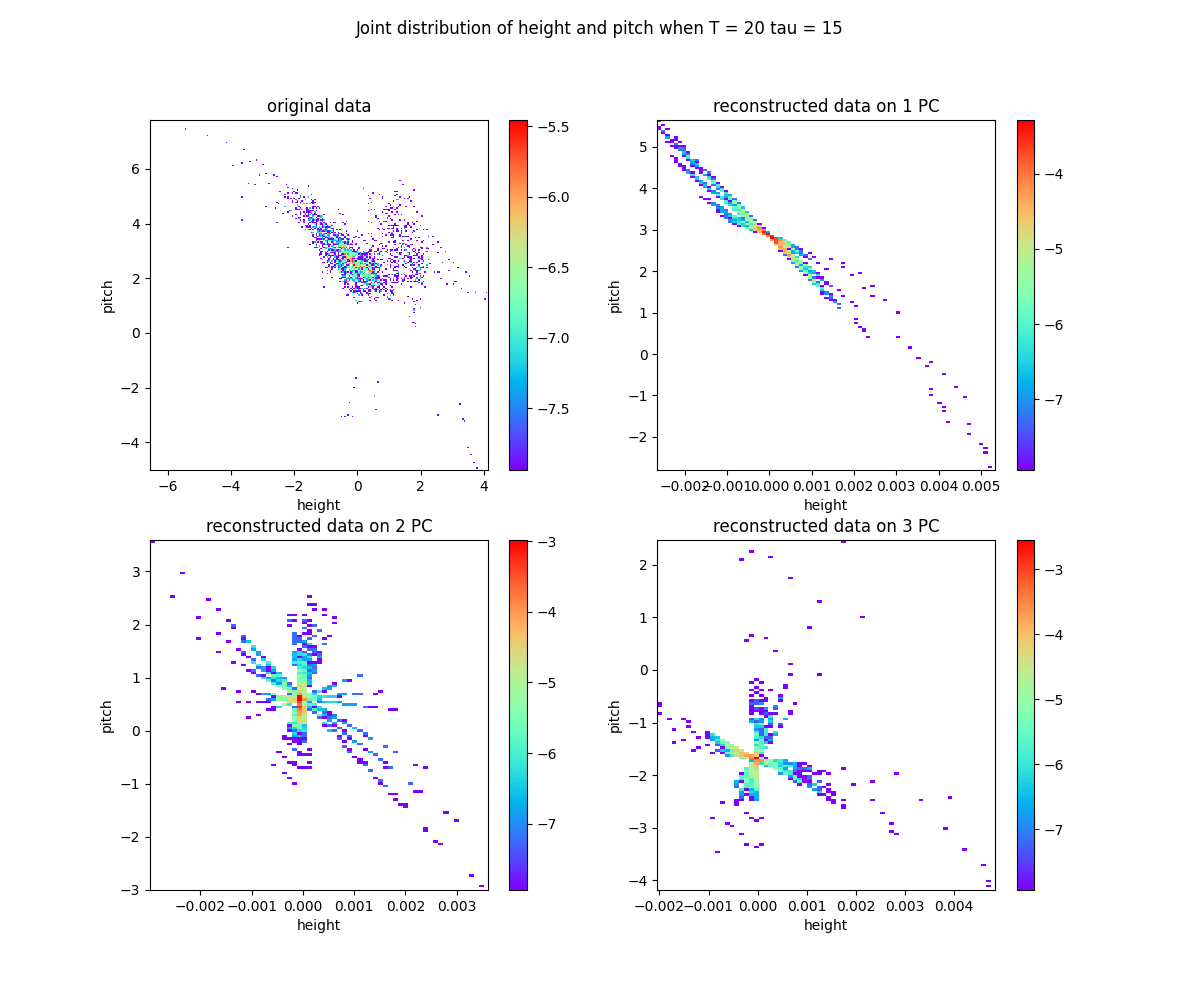 Joint distribution of height and pitch when T = 20 tau = 15
original data
6
4
2
0
−2
−4
pitch
−6 −4 −2 0 2 4
height
−5.5
−6.0
−6.5
−7.0
−7.5
reconstructed data on 1 PC
5
4
3
2
1
0
−1
−2
pitch
−0.002 −0.001 0.000 0.001 0.002 0.003 0.004 0.005
height
−4
−5
−6
−7
reconstructed data on 2 PC
3
2
1
0
−1
−2
−3
pitch
−0.002 −0.001 0.000 0.001 0.002 0.003
height
−3
−4
−5
−6
−7
reconstructed data on 3 PC
2
1
0
−1
−2
−3
−4
pitch
−0.002 −0.001 0.000 0.001 0.002 0.003 0.004
height
−3
−4
−5
−6
−7